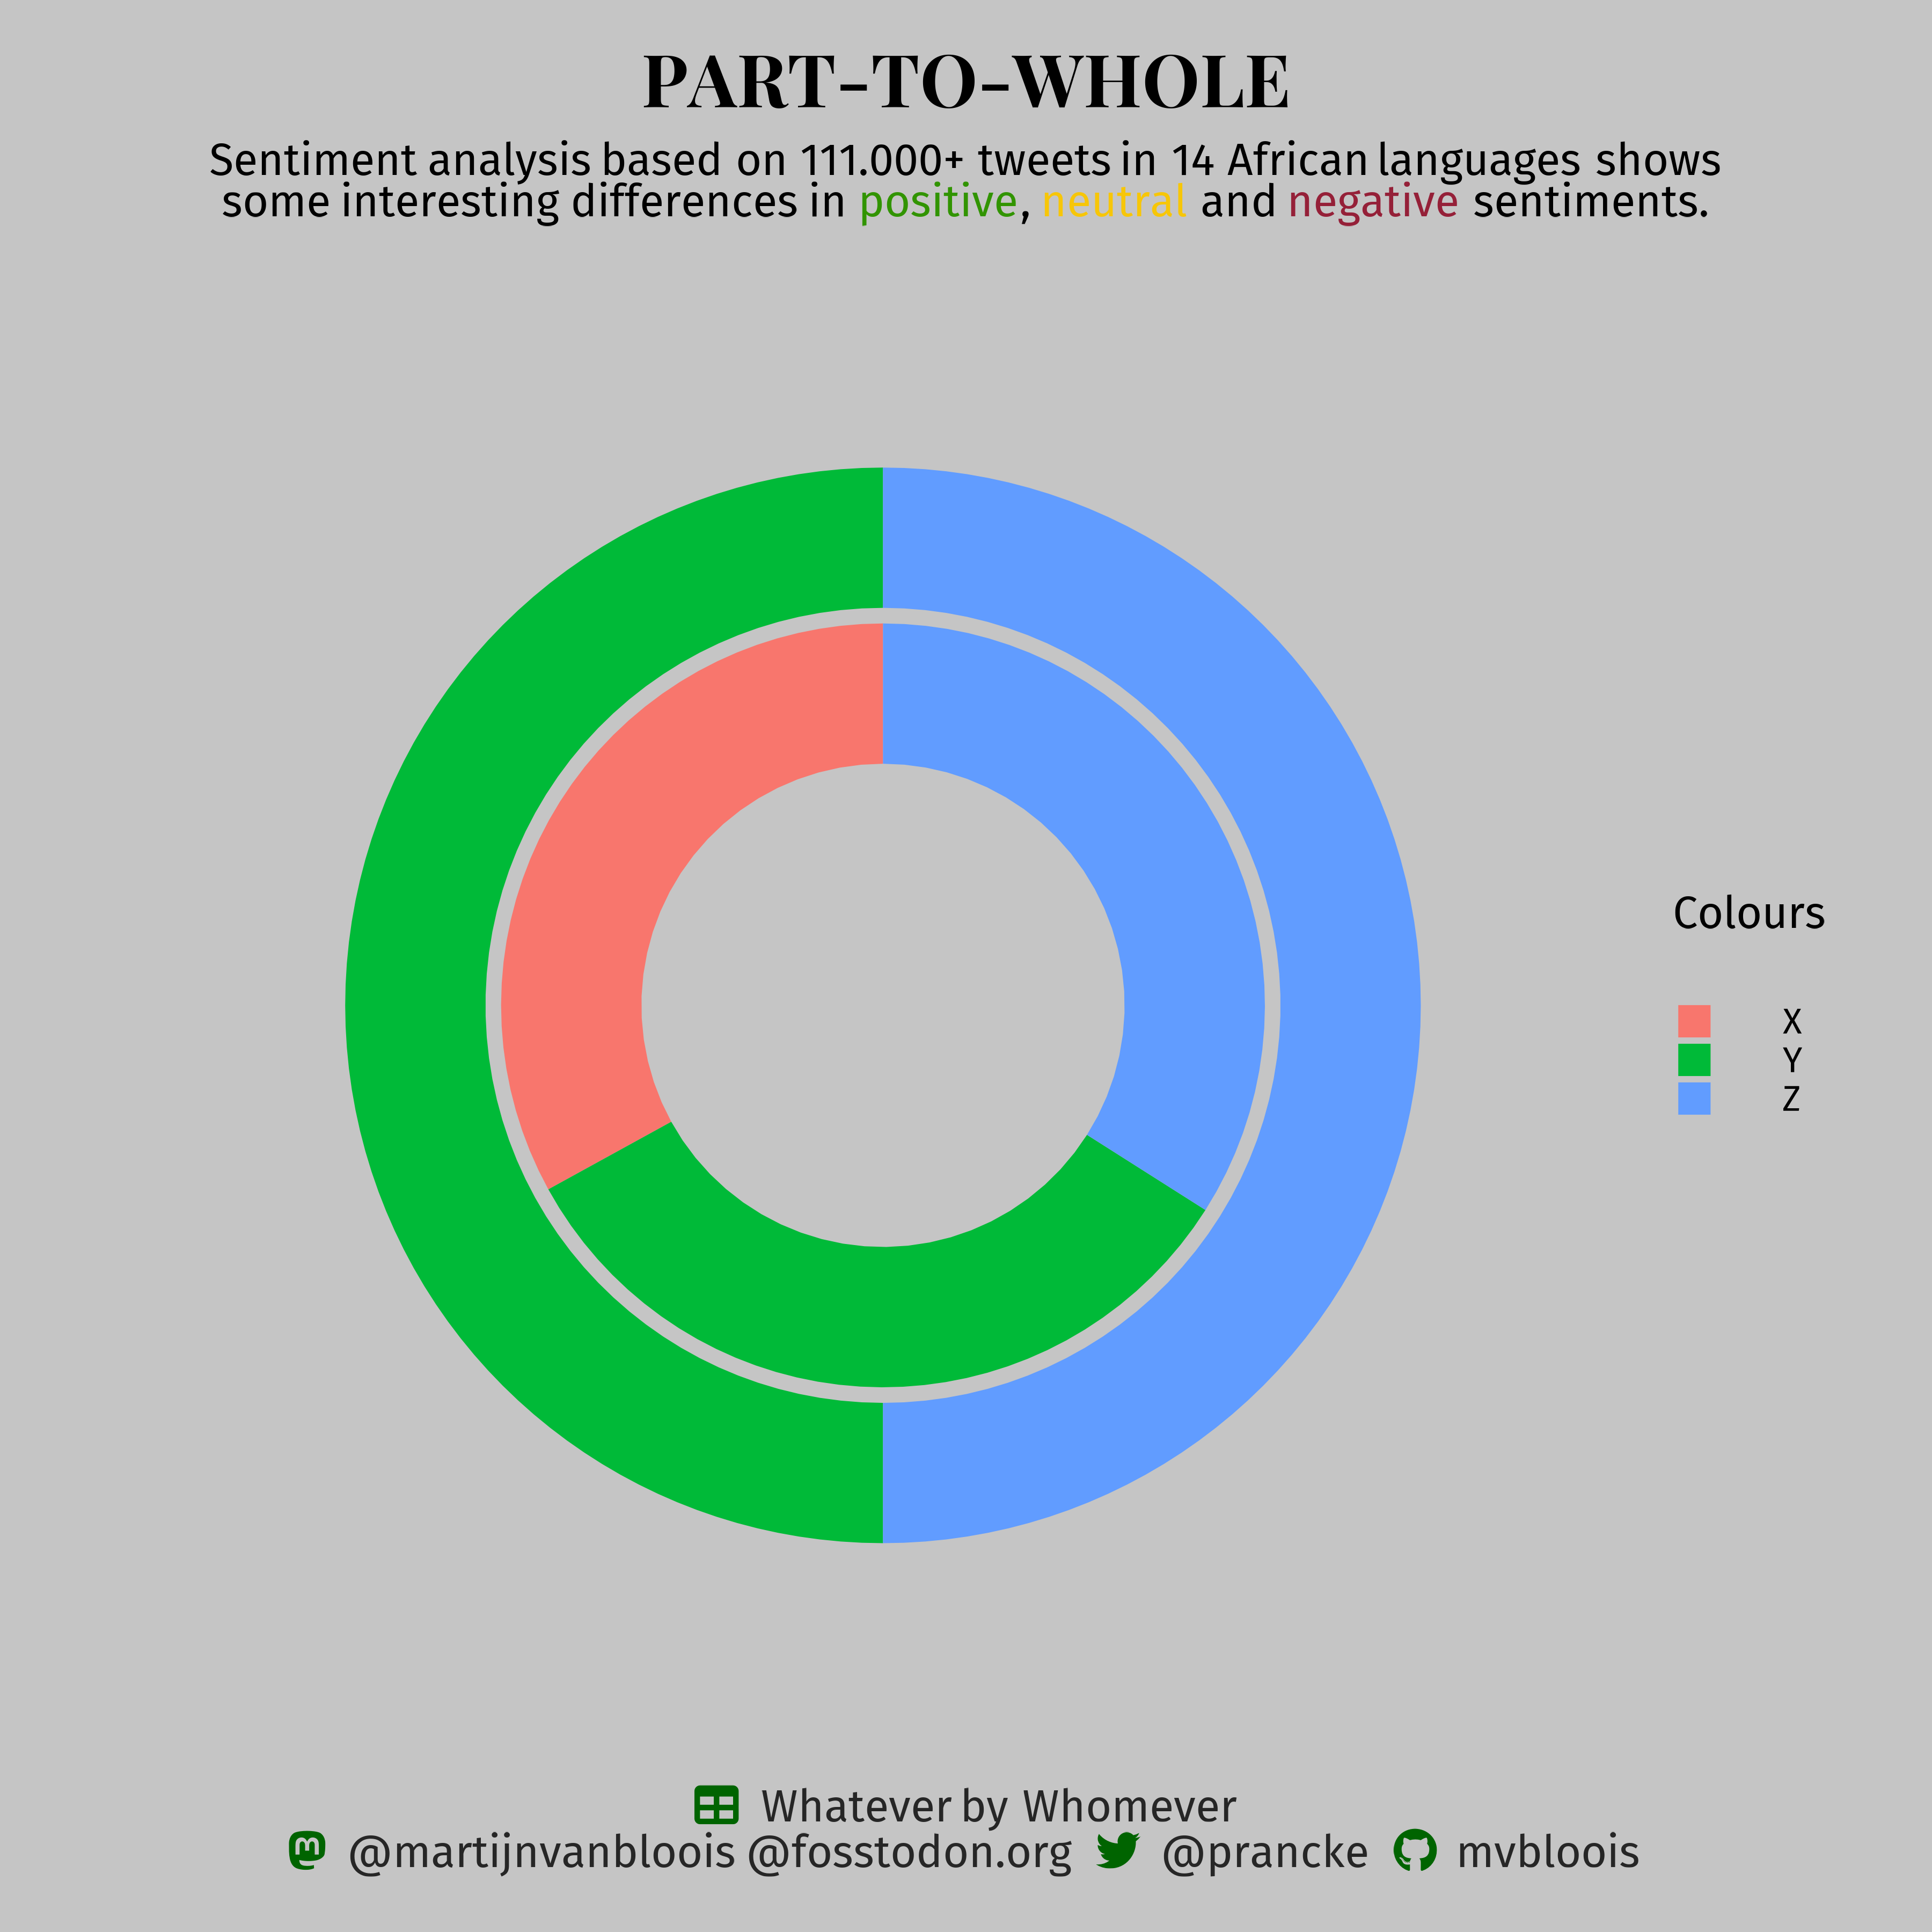 PART-TO-WHOLE
Sentiment analysis based on 111.000+ tweets in 14 African languages shows
some interesting differences in positive, neutral and negative sentiments.
Colours
X
Y
Z
Whatever by Whomever
@martijnvanbloois @fosstodon.org @prancke mvbloois